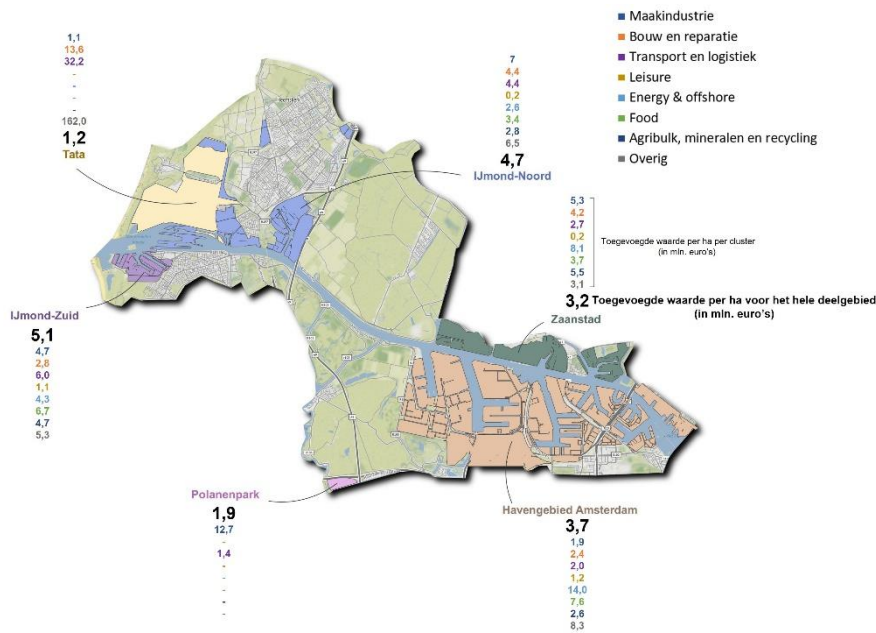 Maakindustrie
Bouw en reparatie
Transport en logistiek
Leisure
Energy & offshore
Food
Agribulk, mineralen en recycling
Overig
1,1
13,6
32,2
-
-
-
-
162,0
1,2
Tata
7
4,4
4,4
0,2
2,6
3,4
2,8
6,5
4,7
IJmond-Noord
5,3
4,2
2,7
0,2
8,1
3,7
5,5
3,1
Toegevoegde waarde per ha per cluster
(in mln. euro's)
3,2 Toegevoegde waarde per ha voor het hele deelgebied
(in mln. euro's)
Zaanstad
IJmond-Zuid
5,1
4,7
2,8
6,0
1,1
4,3
6,7
4,7
5,3
Polanenpark
1,9
12,7
-
1,4
-
-
-
-
-
Havengebied Amsterdam
3,7
1,9
2,4
2,0
1,2
14,0
7,6
2,6
8,3